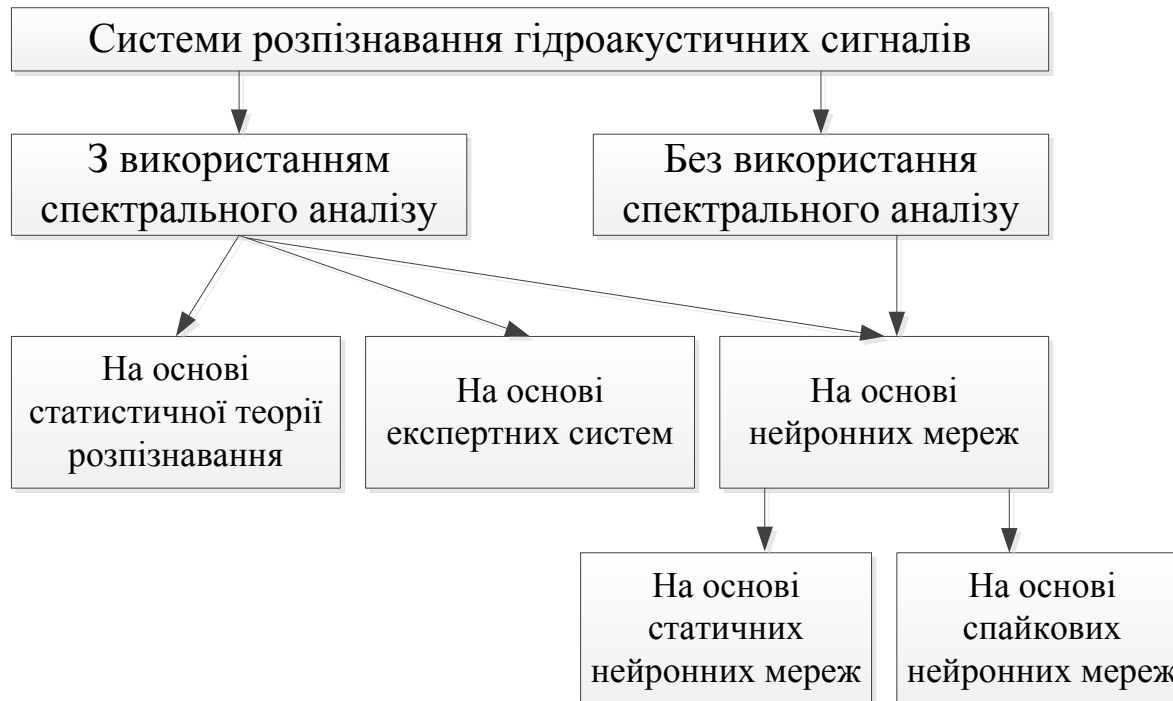 Системи розпізнавання гідроакустичних сигналів
З використанням
спектрального аналізу
Без використання
спектрального аналізу
На основі
статистичної теорії
розпізнавання
На основі
експертних систем
На основі
нейронних мереж
На основі
статичних
нейронних мереж
На основі
спайкових
нейронних мереж